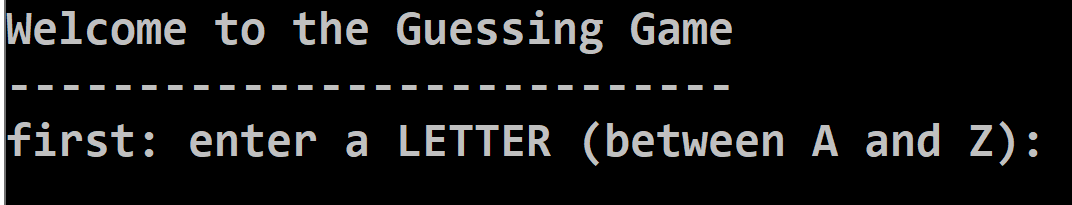 Welcome to the Guessing Game
----------------------------
first: enter a LETTER (between A and Z):